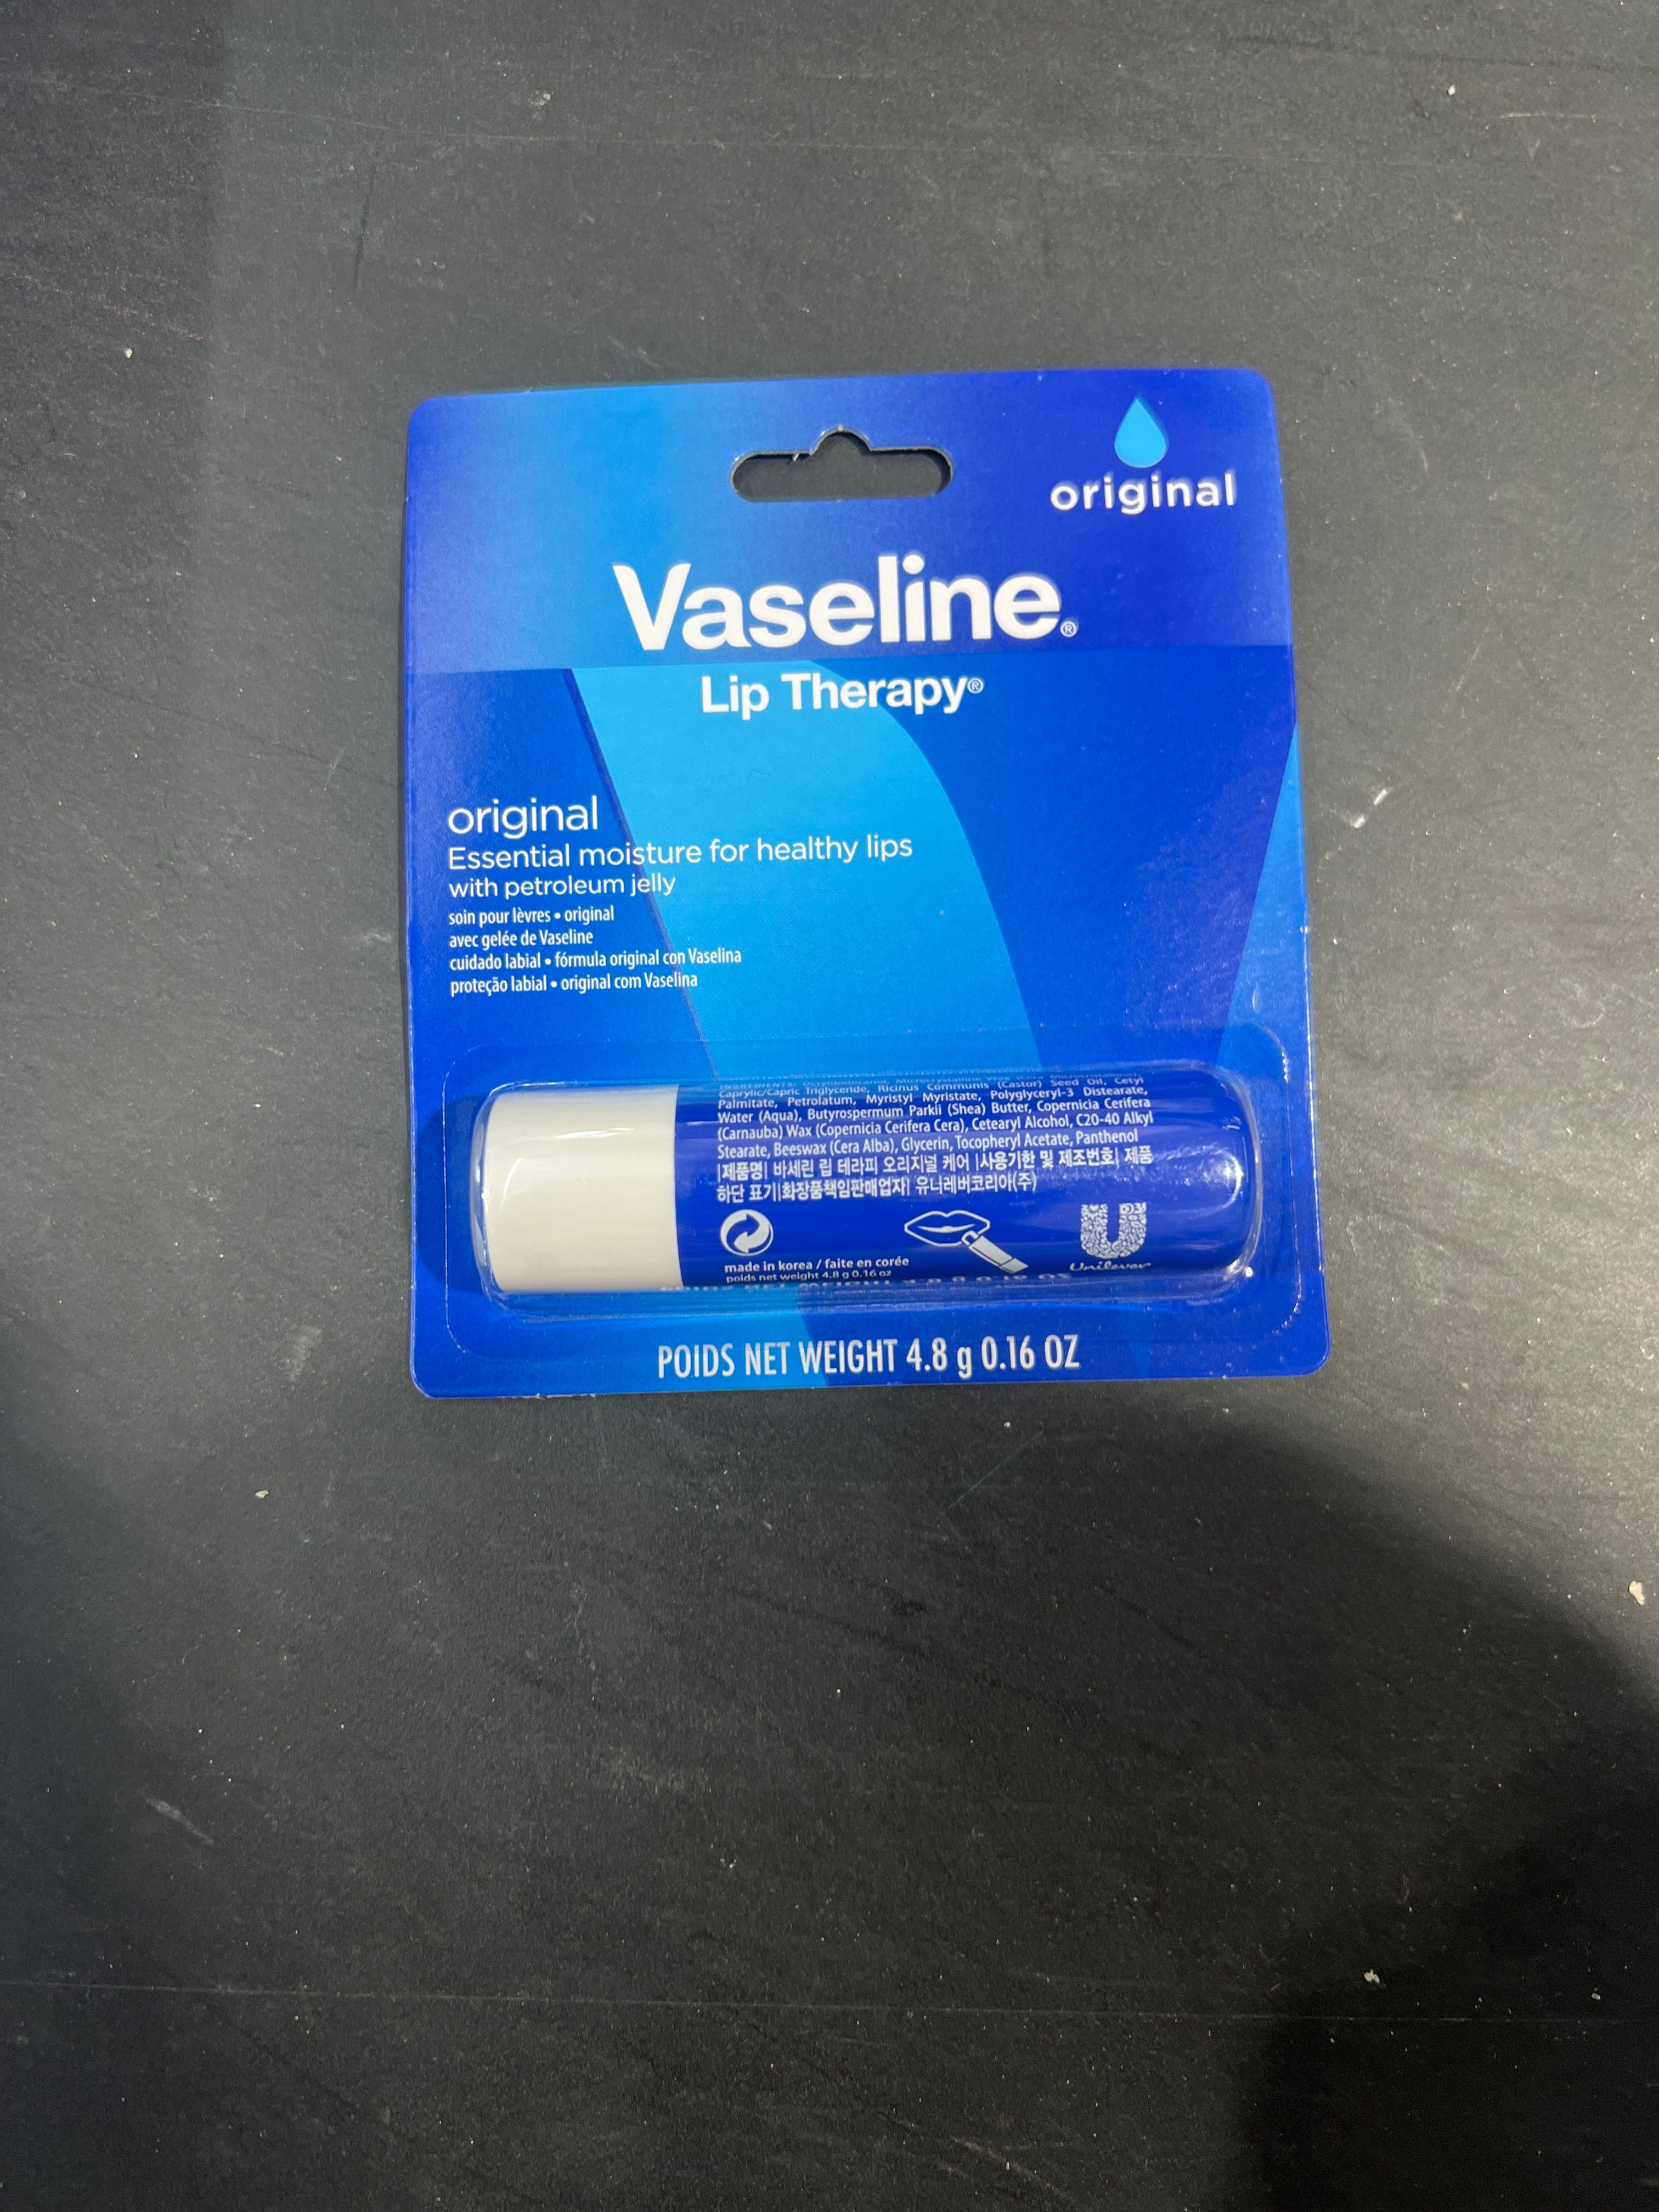 original
Vaseline®
Lip Therapy®
original
Essential moisture for healthy lips
with petroleum jelly
soin pour lèvres • original
avec gelée de Vaseline
cuidado labial • fórmula original con Vaselina
proteção labial • original com Vaselina
INGREDIENTS: Octyldodecanol, Microcrystalline Wax
Caprylic/Capric Triglyceride, Ricinus Communis (Castor) Seed Oil, Cetyl
Palmitate, Petrolatum, Myristyl Myristate, Polyglyceryl-3 Distearate,
Water (Aqua), Butyrospermum Parkii (Shea) Butter, Copernicia Cerifera
(Carnauba) Wax (Copernicia Cerifera Cera), Cetearyl Alcohol, C20-40 Alkyl
Stearate, Beeswax (Cera Alba), Glycerin, Tocopheryl Acetate, Panthenol
|제품명| 바세린 립 테라피 오리지널 케어 |사용기한 및 제조번호| 제품
하단 표기|화장품책임판매업자| 유니레버코리아(주)
made in korea / faite en corée
poids net weight 4.8 g 0.16 oz
Unilever
POIDS NET WEIGHT 4.8 g 0.16 OZ